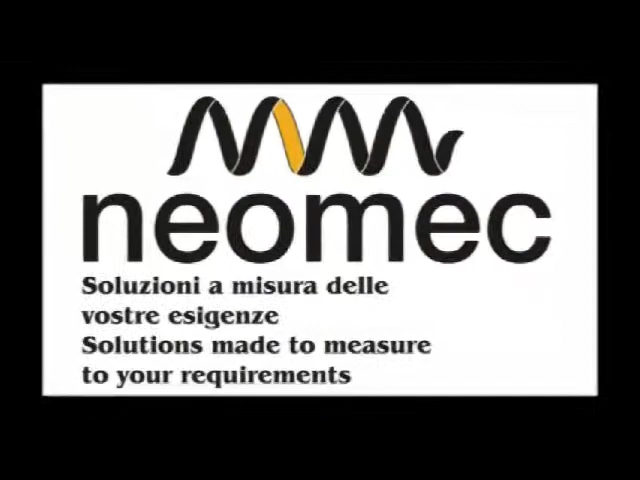 neomec
Soluzioni a misura delle
vostre esigenze
Solutions made to measure
to your requirements